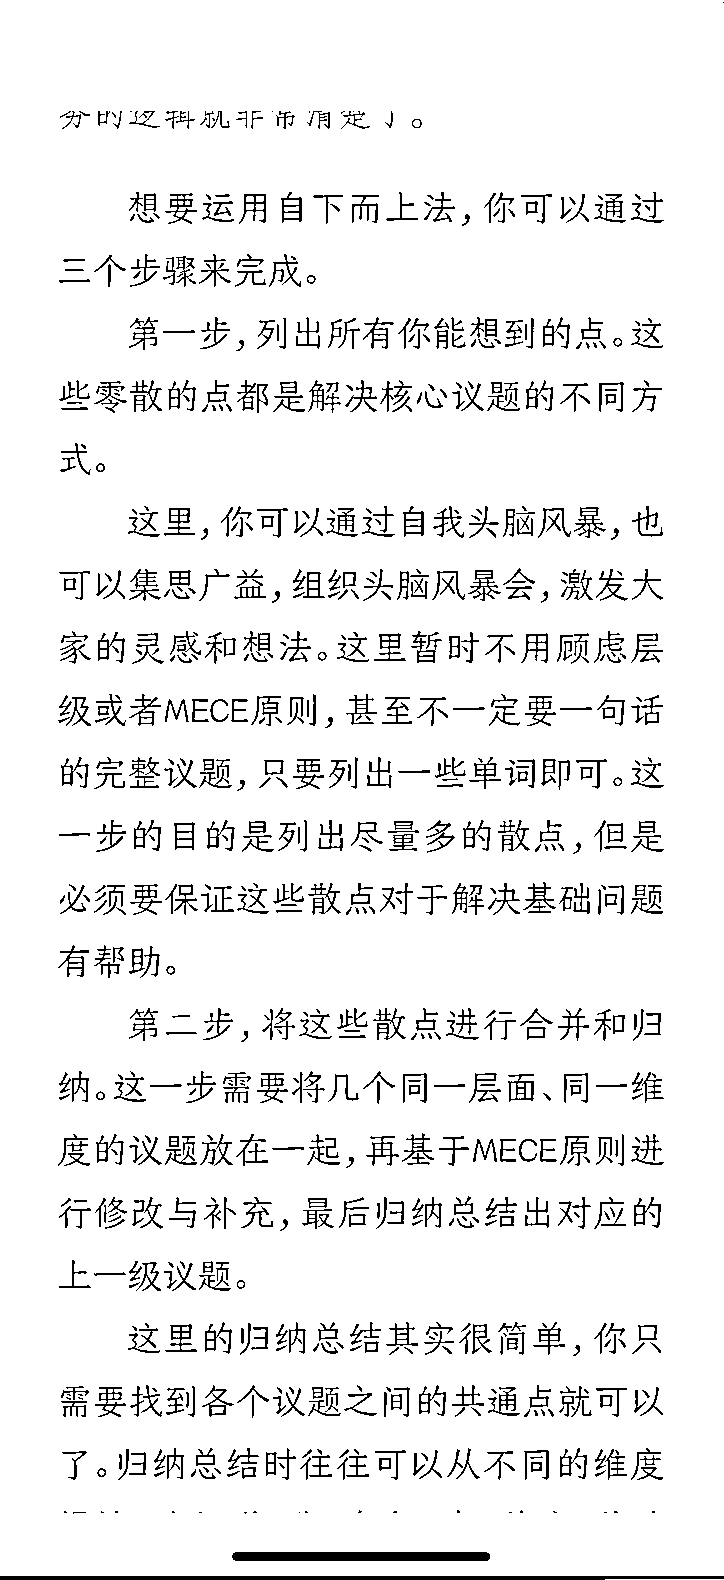 务的逻辑就非常清楚了。
想要运用自下而上法,你可以通过
三个步骤来完成。
第一步,列出所有你能想到的点。这
些零散的点都是解决核心议题的不同方
式。
这里,你可以通过自我头脑风暴,也
可以集思广益,组织头脑风暴会,激发大
家的灵感和想法。这里暂时不用顾虑层
级或者MECE原则,甚至不一定要一句话
的完整议题,只要列出一些单词即可。这
一步的目的是列出尽量多的散点,但是
必须要保证这些散点对于解决基础问题
有帮助。
第二步,将这些散点进行合并和归
纳。这一步需要将几个同一层面、同一维
度的议题放在一起,再基于MECE原则进
行修改与补充,最后归纳总结出对应的
上一级议题。
这里的归纳总结其实很简单,你只
需要找到各个议题之间的共通点就可以
了。归纳总结时往往可以从不同的维度